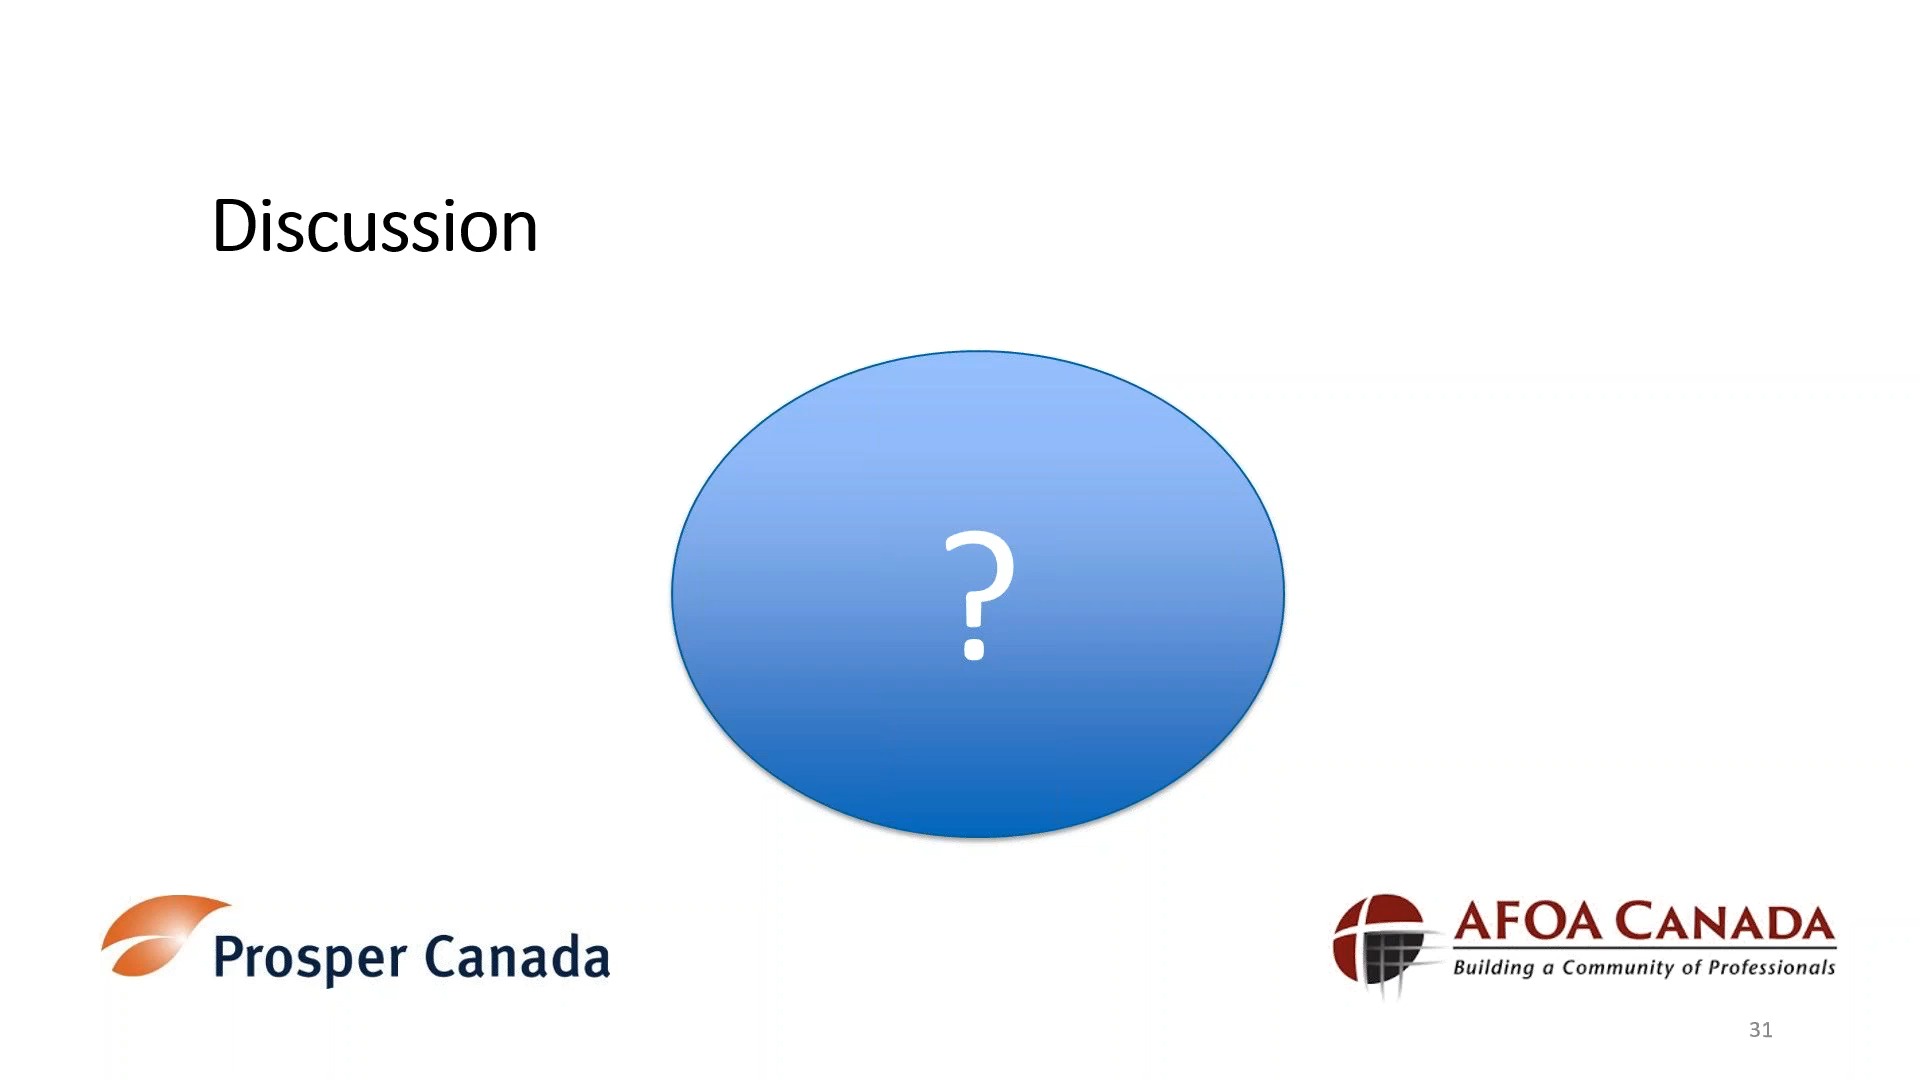 Discussion
?
Prosper Canada
AFOA CANADA
Building a Community of Professionals
31